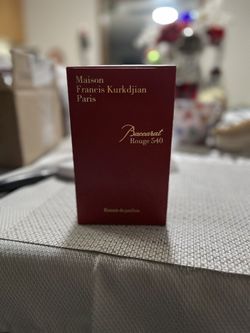 Maison
Francis Kurkdjian
Paris
Baccarat
Rouge 540
Extrait de parfum